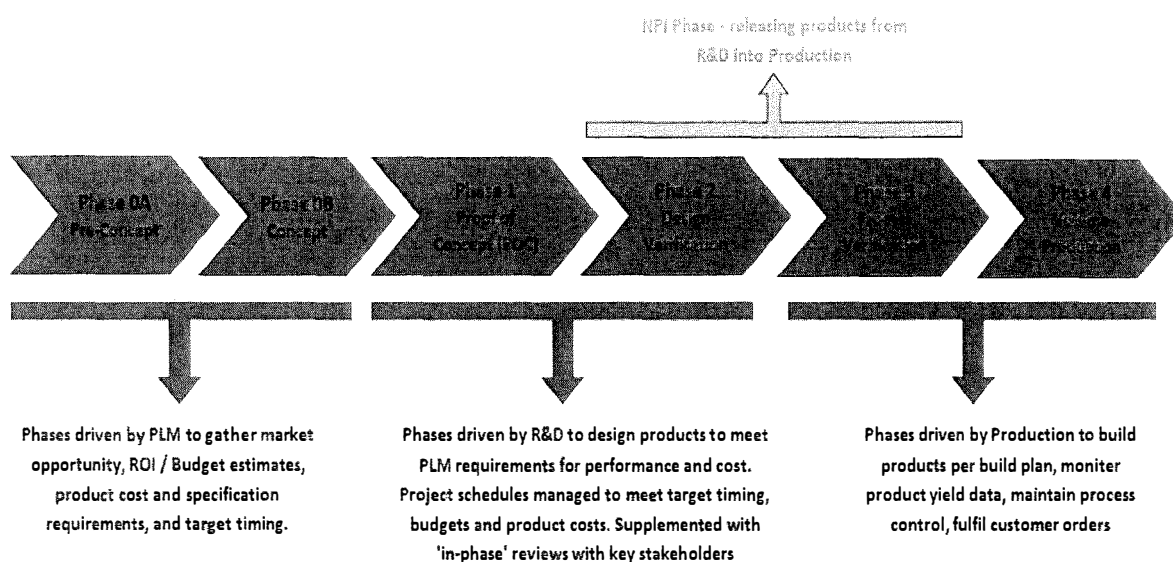 NPI Phase - releasing products from
R&D into Production
Phase 0A
Pre-Concept
Phase 0B
Concept
Phase 1
Proof of
Concept (POC)
Phase 2
Design
Verification
Phase 3
Verification
Phase 4
Volume
Production
Phases driven by PLM to gather market
opportunity, ROI / Budget estimates,
product cost and specification
requirements, and target timing.
Phases driven by R&D to design products to meet
PLM requirements for performance and cost.
Project schedules managed to meet target timing,
budgets and product costs. Supplemented with
'in-phase' reviews with key stakeholders
Phases driven by Production to build
products per build plan, moniter
product yield data, maintain process
control, fulfil customer orders